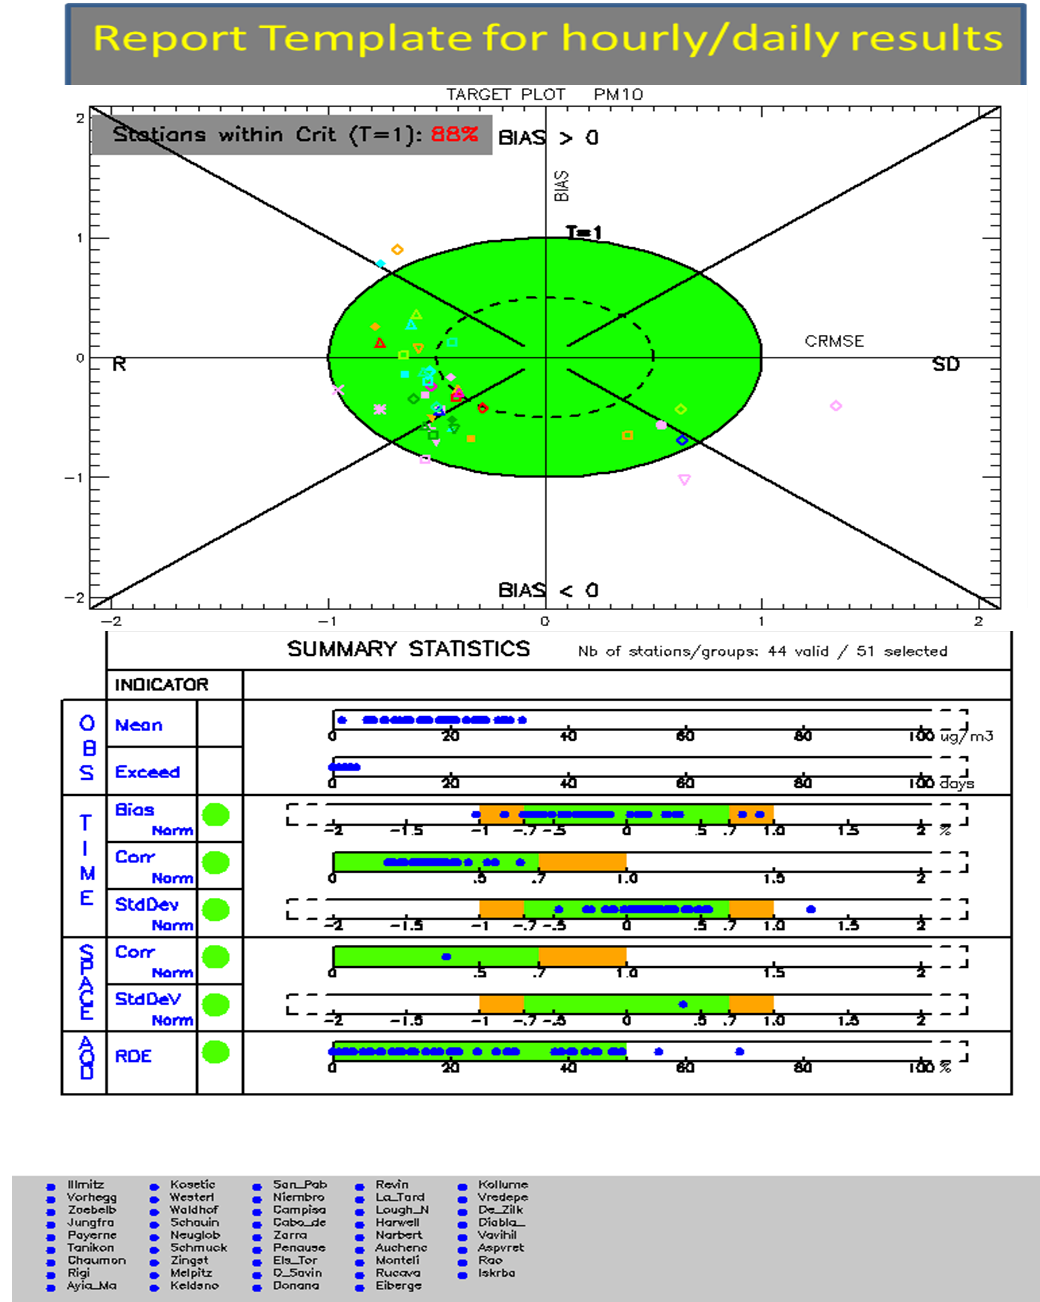 Report Template for hourly/daily results
TARGET PLOT PM10
Stations within Crit (T=1): 88%
BIAS > 0
BIAS
T=1
CRMSE
R
SD
BIAS < 0
2
1
0
-1
-2
-2 -1 0 1 2
SUMMARY STATISTICS Nb of stations/groups: 44 valid / 51 selected
INDICATOR
OBS
Mean
0 20 40 60 80 100 ug/m3
Exceed
0 20 40 60 80 100 days
TIME
Bias
Norm -2 -1.5 -1 -.7 -.5 0 .5 .7 1.0 1.5 2 %
Corr
Norm 0 .5 .7 1.0 1.5 2
StdDev
Norm -2 -1.5 -1 -.7 -.5 0 .5 .7 1.0 1.5 2
SPACE
Corr
Norm 0 .5 .7 1.0 1.5 2
StdDeV
Norm -2 -1.5 -1 -.7 -.5 0 .5 .7 1.0 1.5 2
AQD
RDE
0 20 40 60 80 100 %
Illmitz Kosetic San_Pab Revin Kollume
Vorhegg Westerl Niembro La_Tard Vredepe
Zoebelb Waldhof Campisa Lough_N De_Zilk
Jungfra Schauin Cabo_de Harwell Diabla_
Payerne Neuglob Zarra Narbert Vavihil
Tanikon Schmuck Penause Auchenc Aspvret
Chaumon Zingst Els_Tor Monteli Rao
Rigi Melpitz O_Savin Rucava Iskrba
Ayia_Ma Keldsno Donana Eiberge